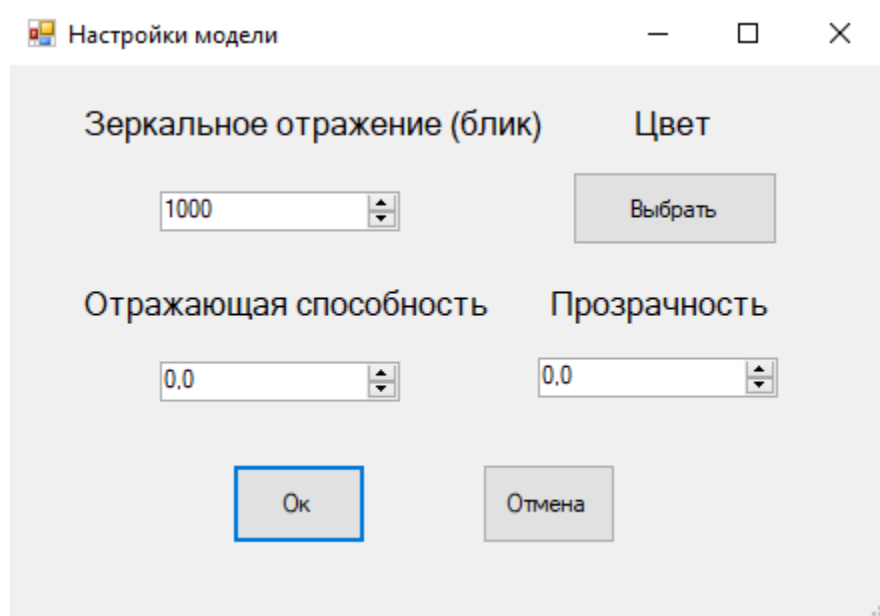 Настройки модели
Зеркальное отражение (блик) Цвет
1000 Выбрать
Отражающая способность Прозрачность
0,0 0,0
Ок Отмена